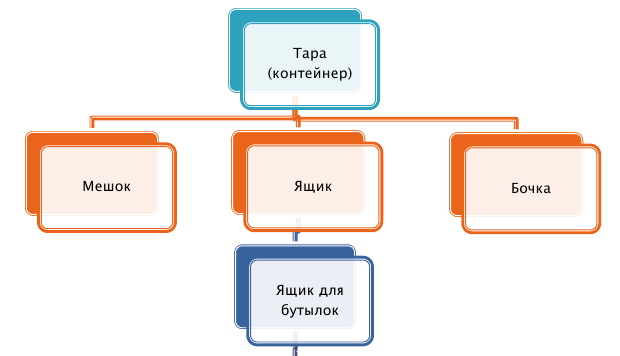 Тара
(контейнер)
Мешок
Ящик
Бочка
Ящик для
бутылок